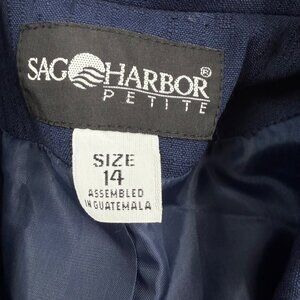 SAG HARBOR®
PETITE
SIZE
14
ASSEMBLED
IN GUATEMALA